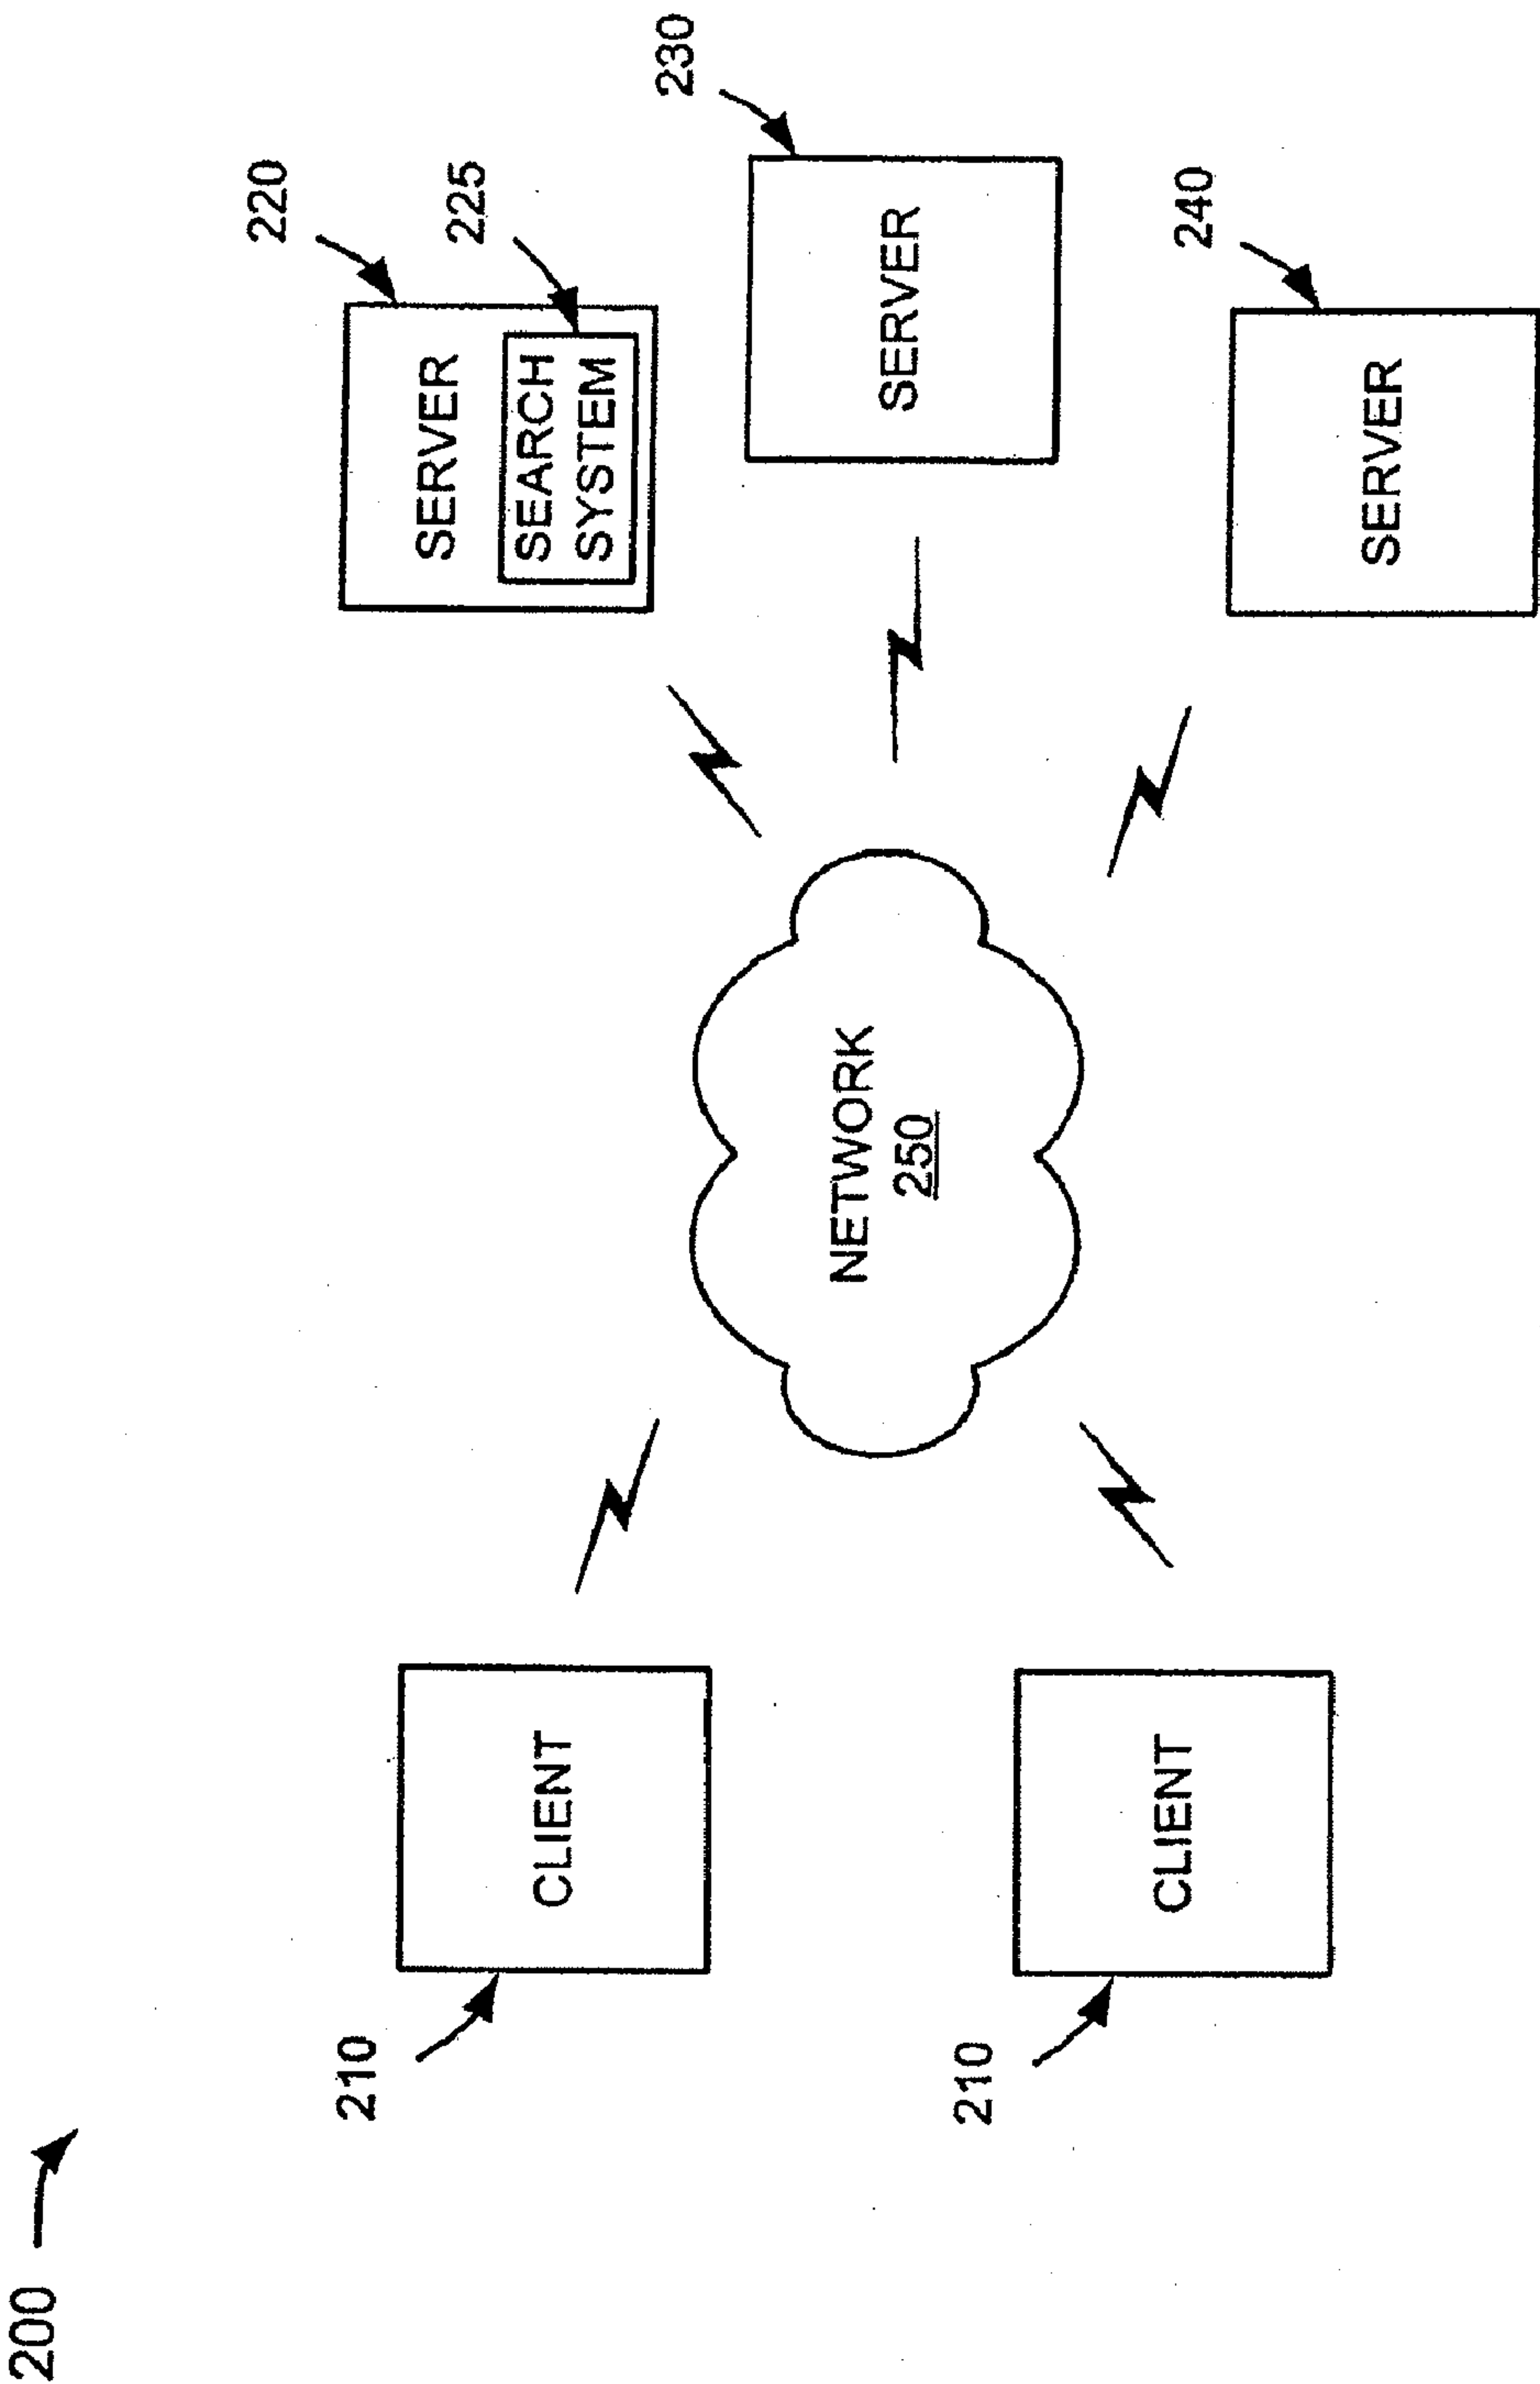 200
210
CLIENT
210
CLIENT
NETWORK
250
220
SERVER
225
SEARCH
SYSTEM
230
SERVER
240
SERVER